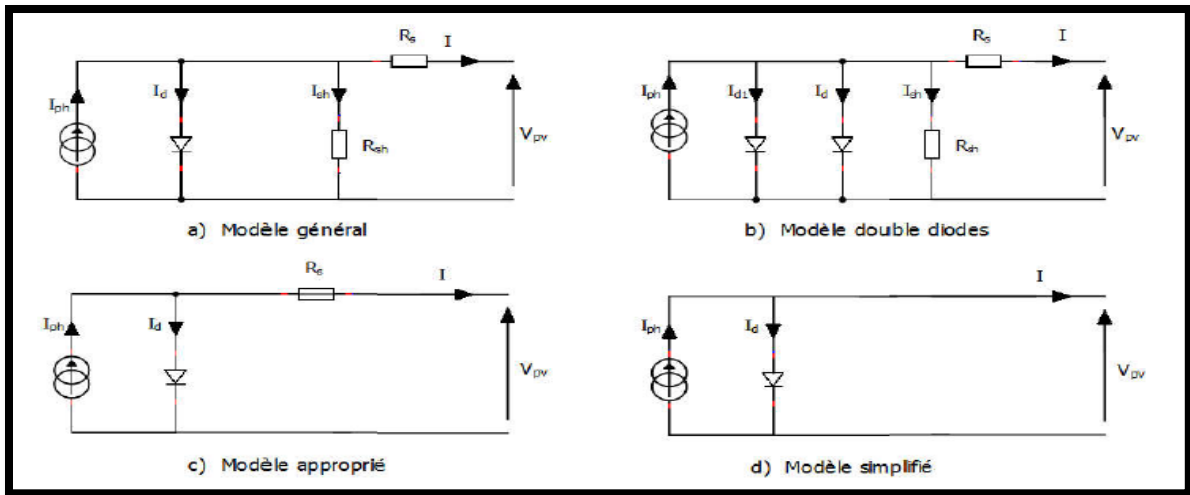 Rs I
Iph Id Ish
Rsh
Vpv
a) Modèle général
Rs I
Iph Id1 Id Ish
Rsh
Vpv
b) Modèle double diodes
Rs I
Iph Id
Vpv
c) Modèle approprié
I
Iph Id
Vpv
d) Modèle simplifié